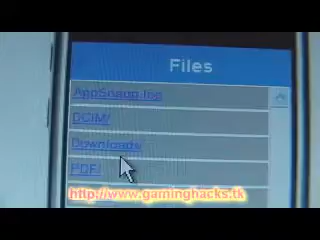 Files
AppSnapp.log
DCIM/
Downloads
PDF/
http://www.gaminghacks.tk